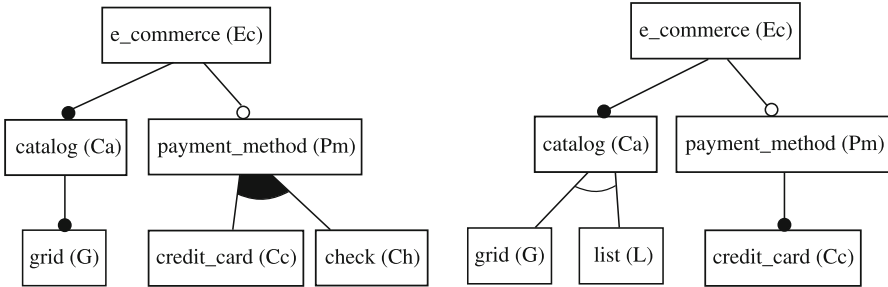 e_commerce (Ec)
catalog (Ca)
payment_method (Pm)
grid (G)
credit_card (Cc)
check (Ch)
e_commerce (Ec)
catalog (Ca)
payment_method (Pm)
grid (G)
list (L)
credit_card (Cc)